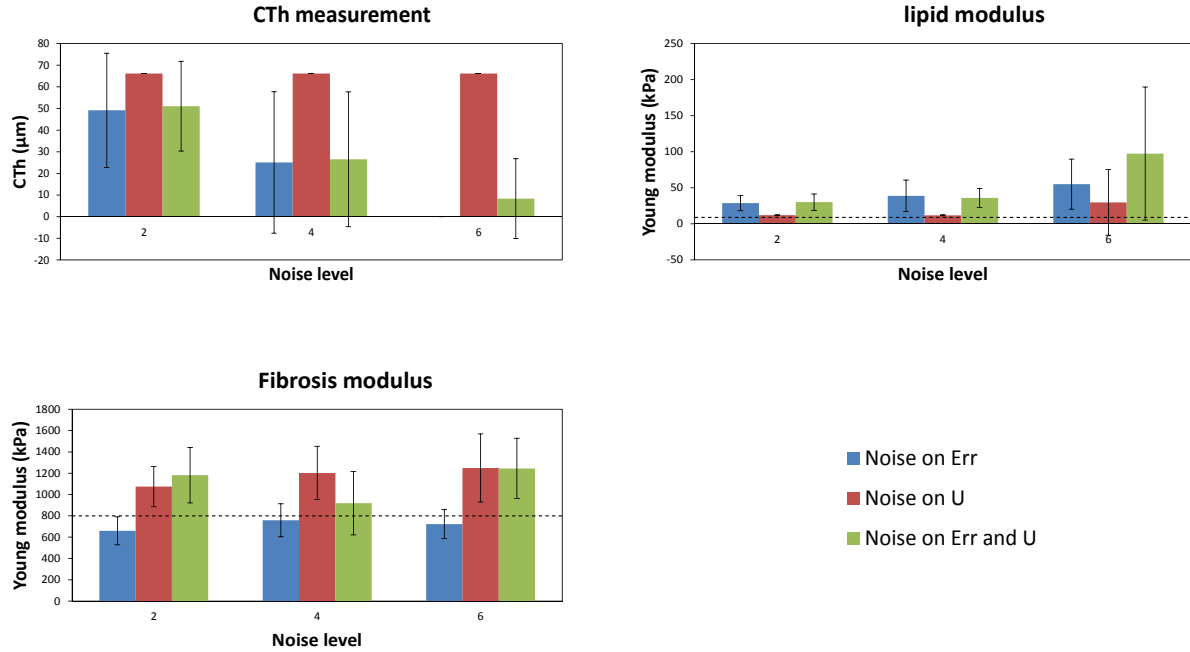 CTh measurement
CTh (µm)
80
70
60
50
40
30
20
10
0
-10
-20
2 4 6
Noise level
lipid modulus
Young modulus (kPa)
250
200
150
100
50
0
-50
2 4 6
Noise level
Fibrosis modulus
Young modulus (kPa)
1800
1600
1400
1200
1000
800
600
400
200
0
2 4 6
Noise level
Noise on Err
Noise on U
Noise on Err and U